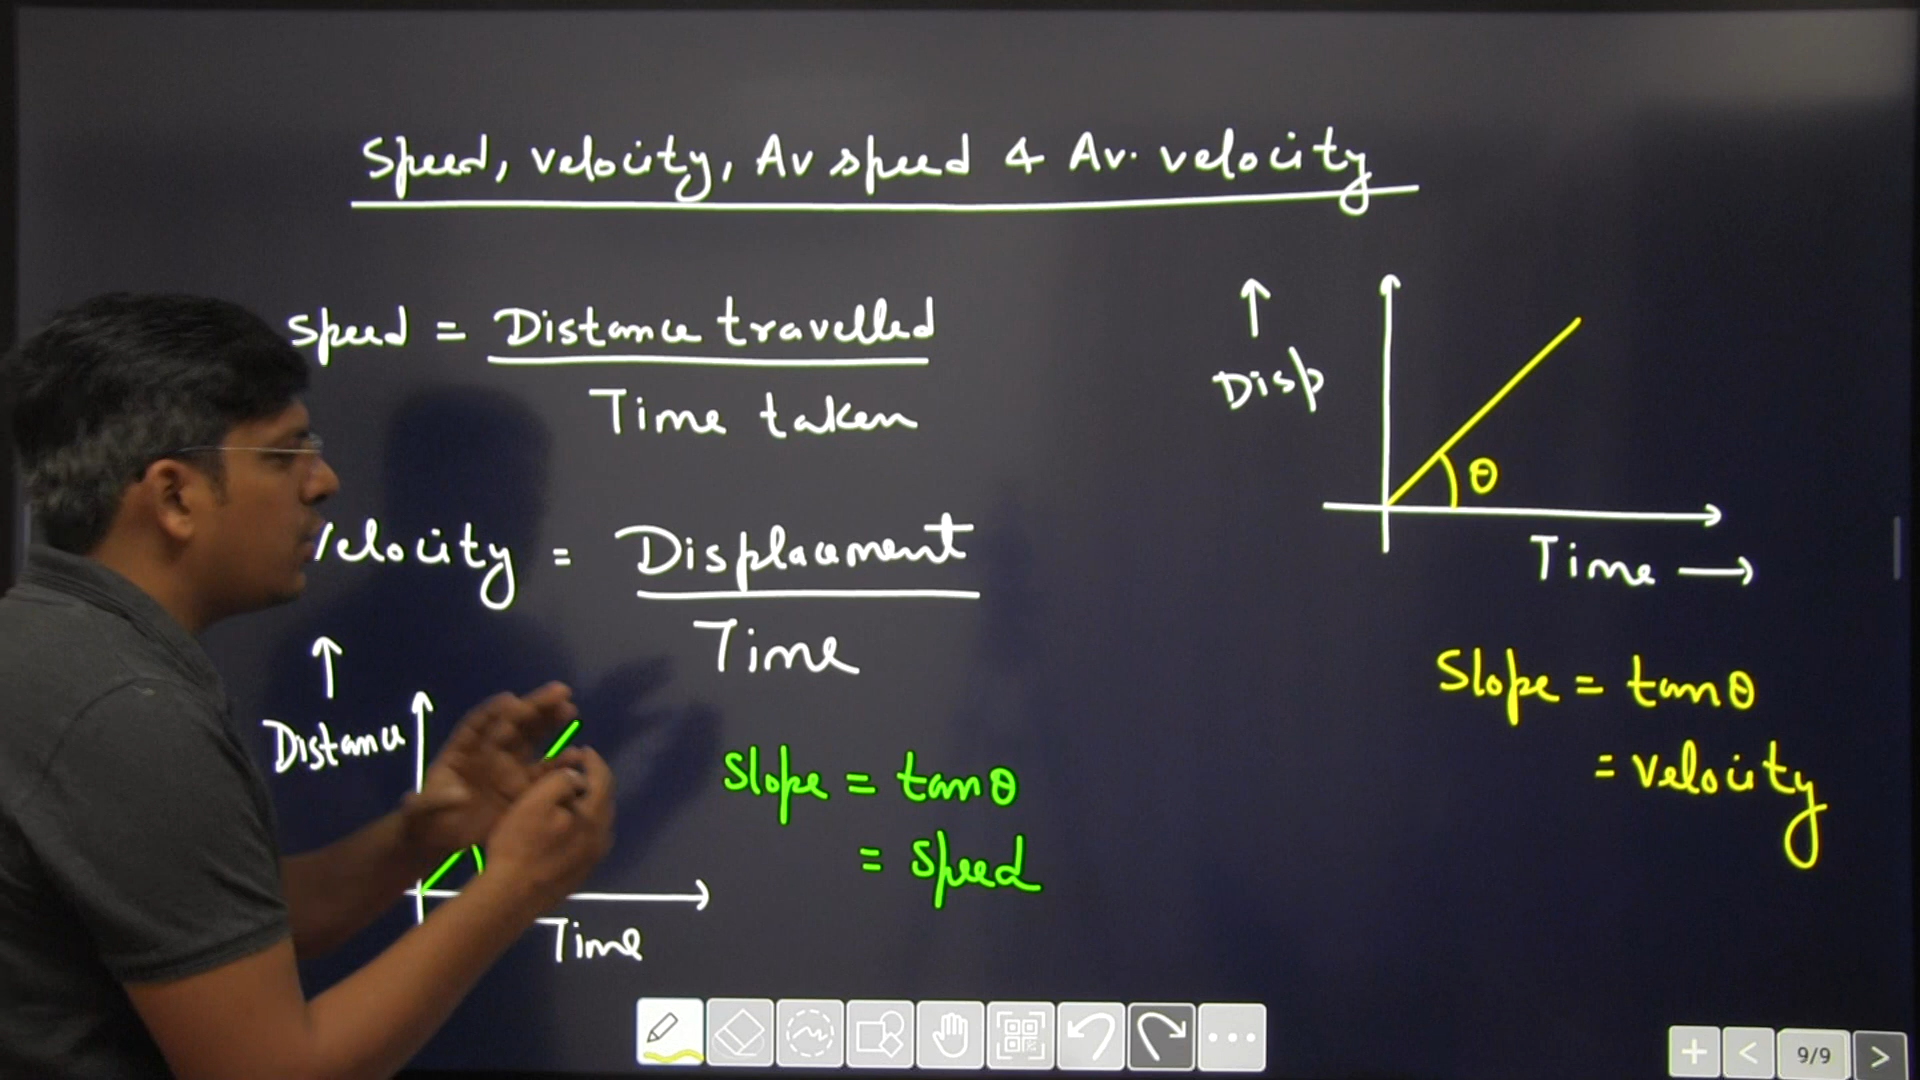 Speed, velocity, Av speed & Av. velocity
Speed = Distance travelled
Time taken
Velocity = Displacement
Time
↑
Disp
θ
Time →
Slope = tanθ
= velocity
↑
Distance
Time
Slope = tanθ
= speed
9/9